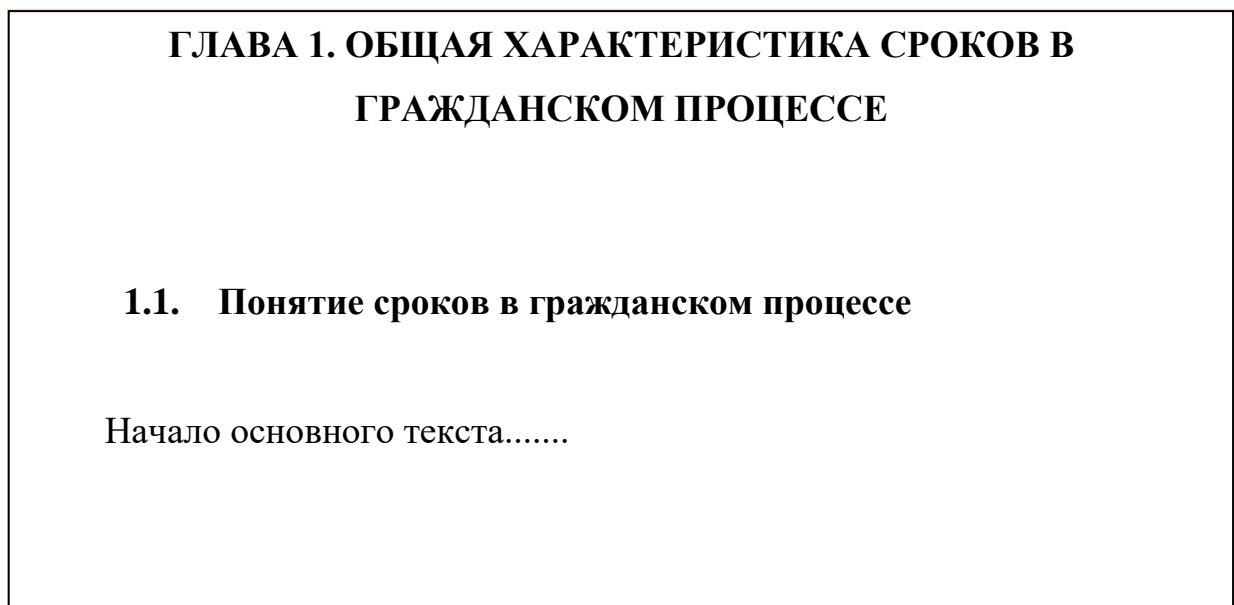 ГЛАВА 1. ОБЩАЯ ХАРАКТЕРИСТИКА СРОКОВ В
ГРАЖДАНСКОМ ПРОЦЕССЕ
1.1. Понятие сроков в гражданском процессе
Начало основного текста.......